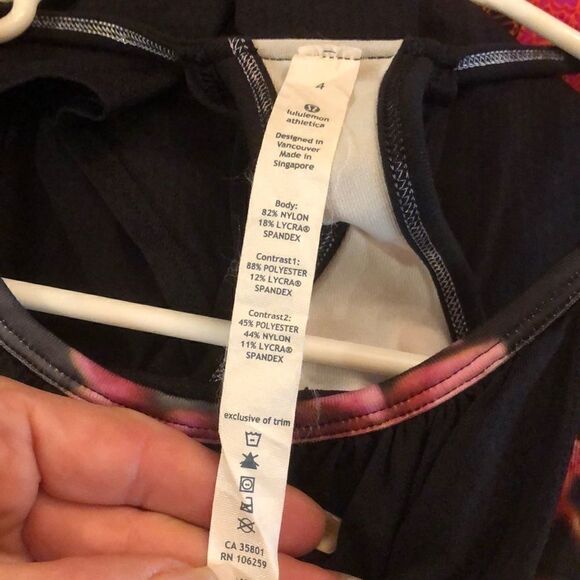 4
lululemon
athletica
Designed in
Vancouver
Made in
Singapore
Body:
82% NYLON
18% LYCRA®
SPANDEX
Contrast1:
88% POLYESTER
12% LYCRA®
SPANDEX
Contrast2:
45% POLYESTER
44% NYLON
11% LYCRA®
SPANDEX
exclusive of trim
CA 35801
RN 106259